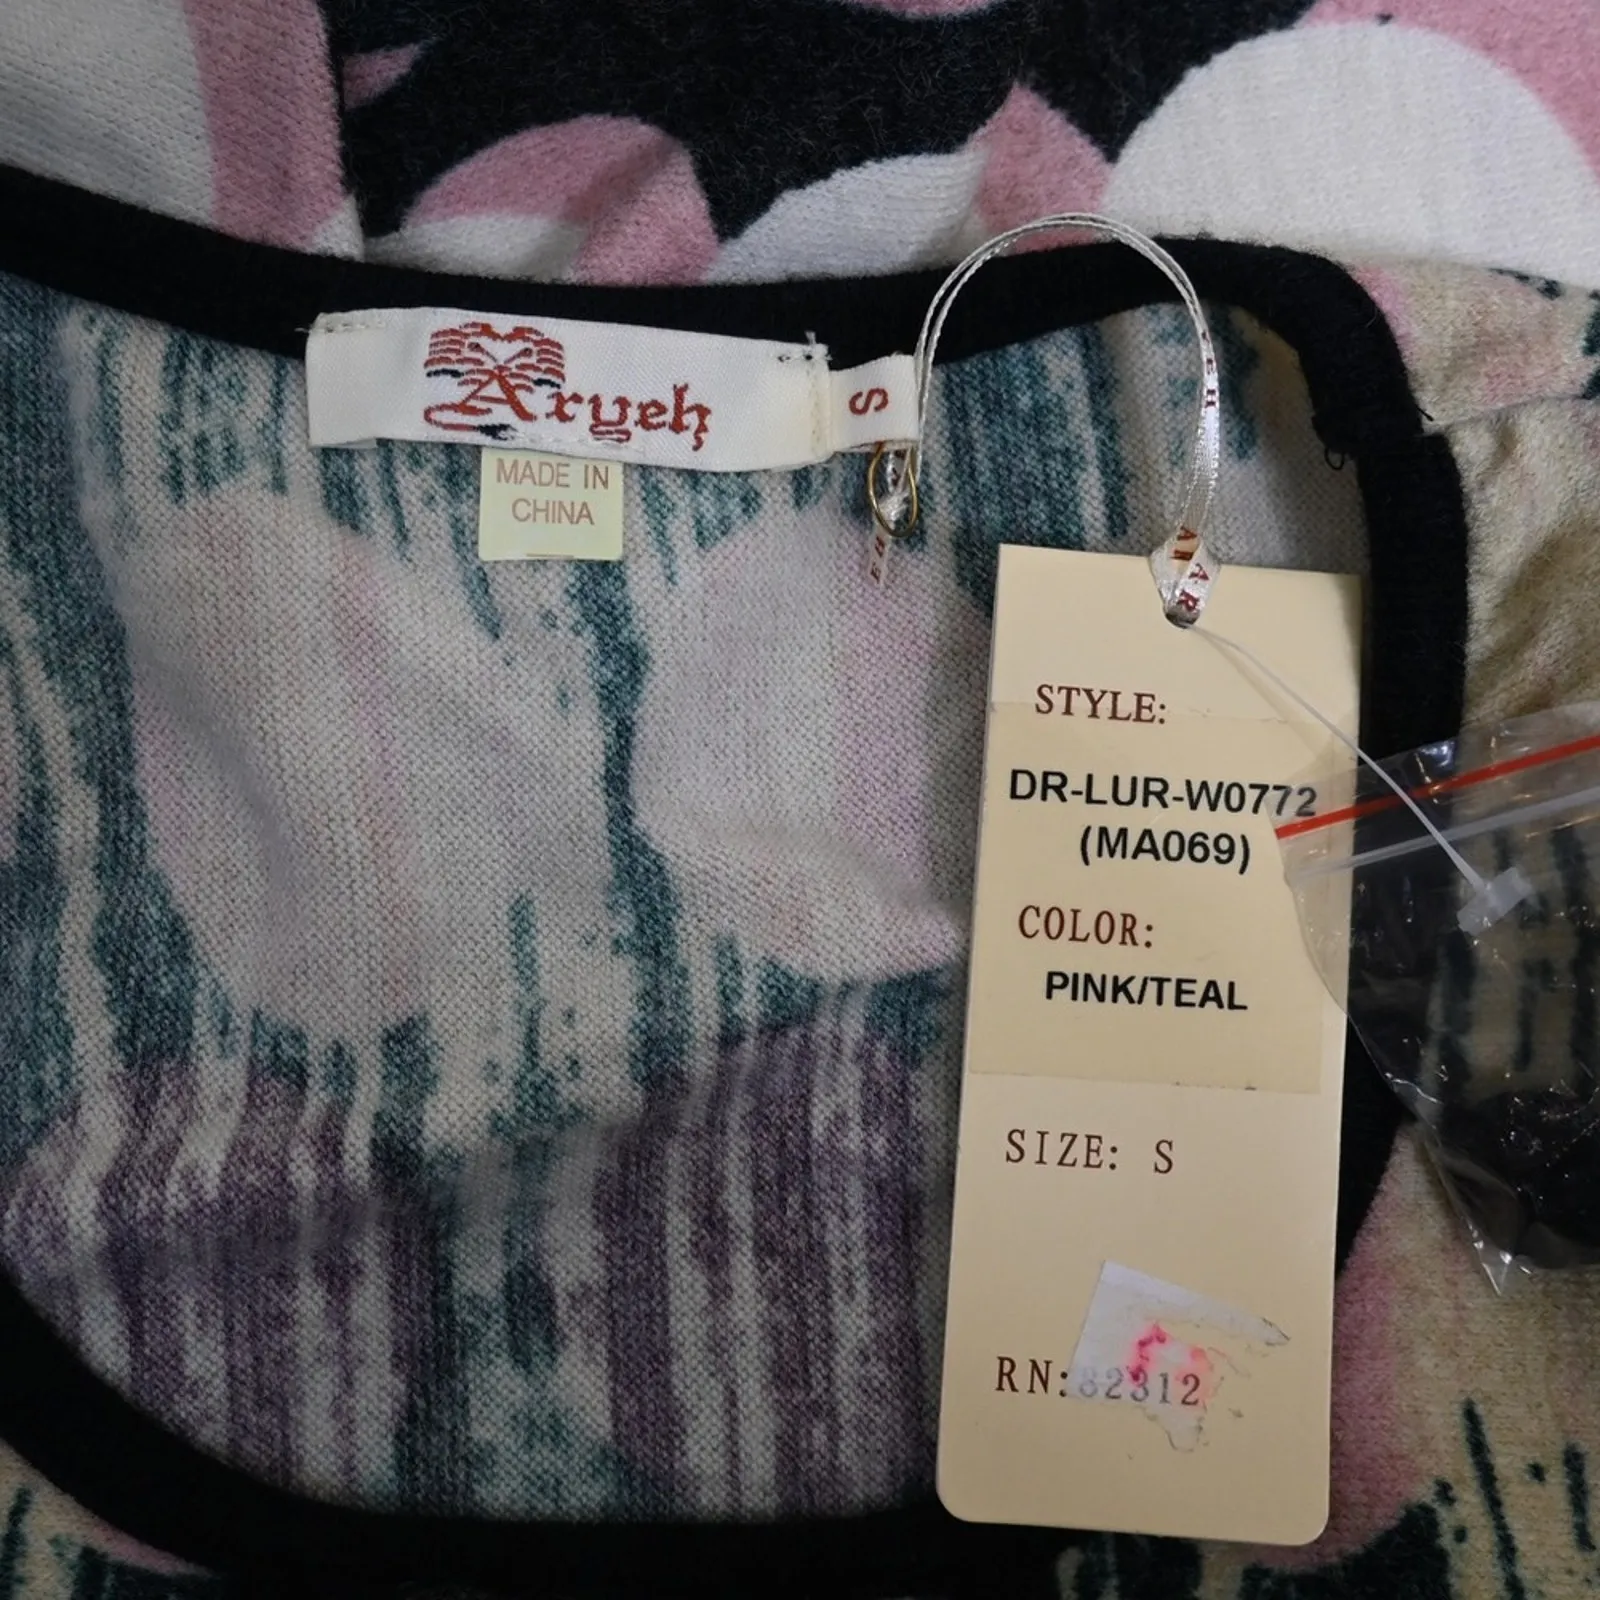 Aryeh
S
MADE IN
CHINA
STYLE:
DR-LUR-W0772
(MA069)
COLOR:
PINK/TEAL
SIZE: S
RN:82312